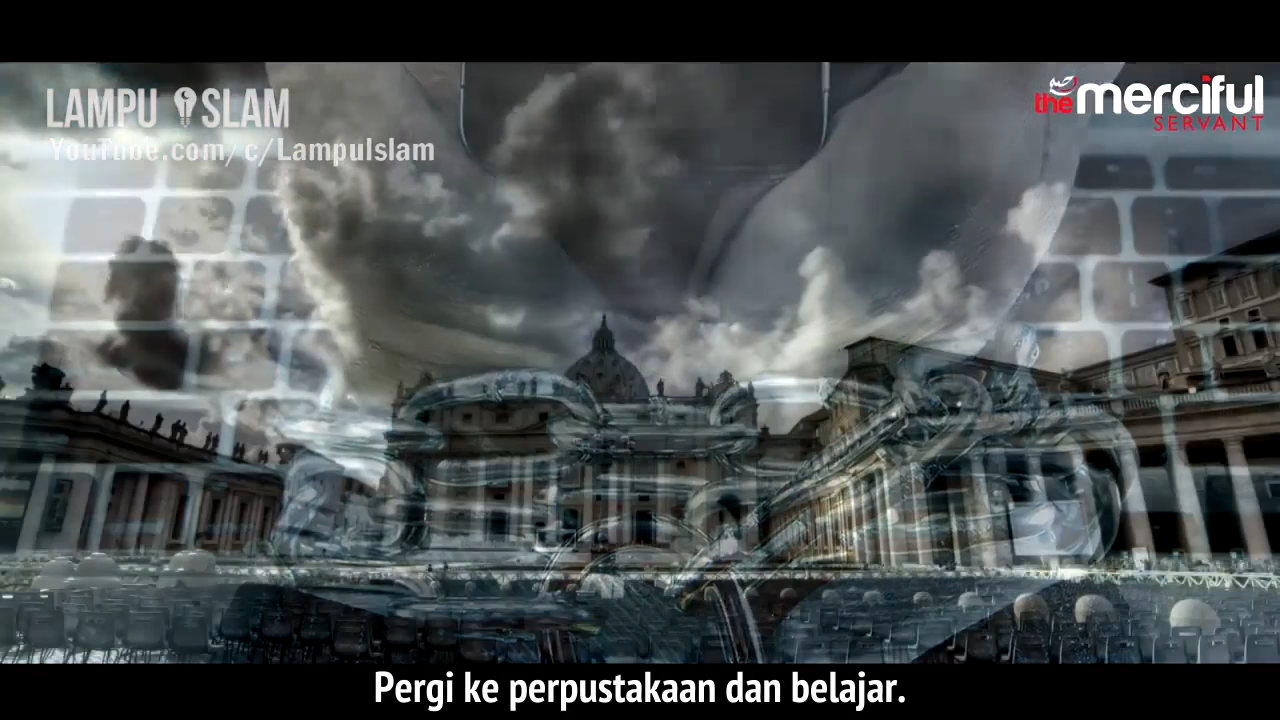 LAMPU ISLAM
YouTube.com/c/LampuIslam
the merciful
SERVANT
Pergi ke perpustakaan dan belajar.